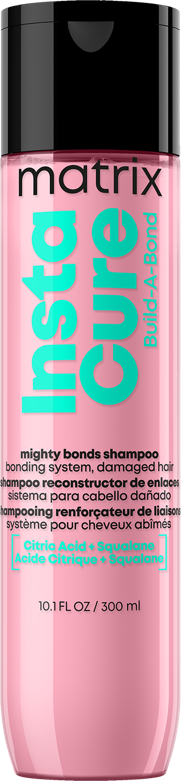 matrix
Insta
Cure
Build-A-Bond
mighty bonds shampoo
bonding system, damaged hair
shampoo reconstructor de enlaces
sistema para cabello dañado
shampooing renforçateur de liaisons
système pour cheveux abîmés
[Citric Acid + Squalane
Acide Citrique + Squalane]
10.1 FL OZ / 300 ml